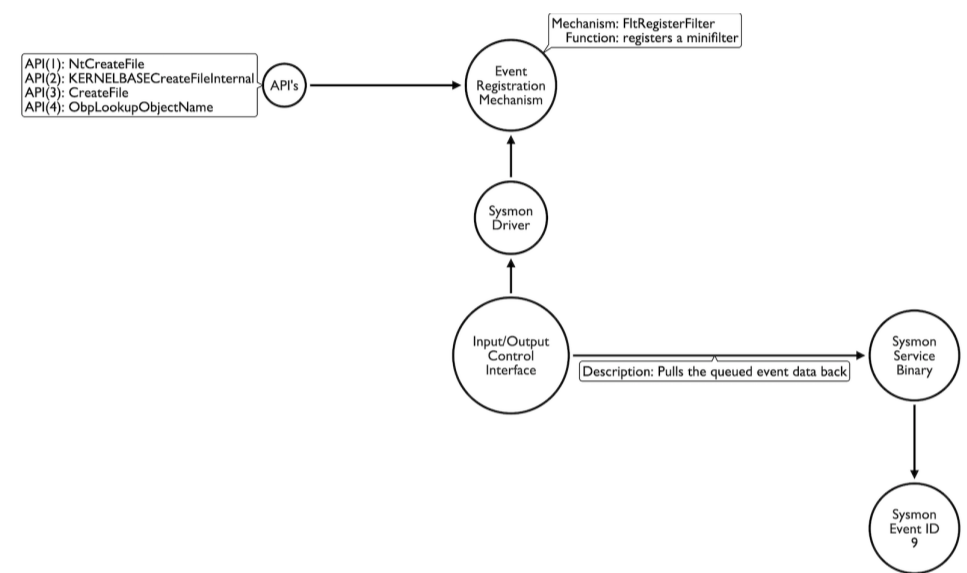 Mechanism: FltRegisterFilter
Function: registers a minifilter
API(1): NtCreateFile
API(2): KERNELBASECreateFileInternal
API(3): CreateFile
API(4): ObpLookupObjectName
API's
Event
Registration
Mechanism
Sysmon
Driver
Input/Output
Control
Interface
Description: Pulls the queued event data back
Sysmon
Service
Binary
Sysmon
Event ID
9